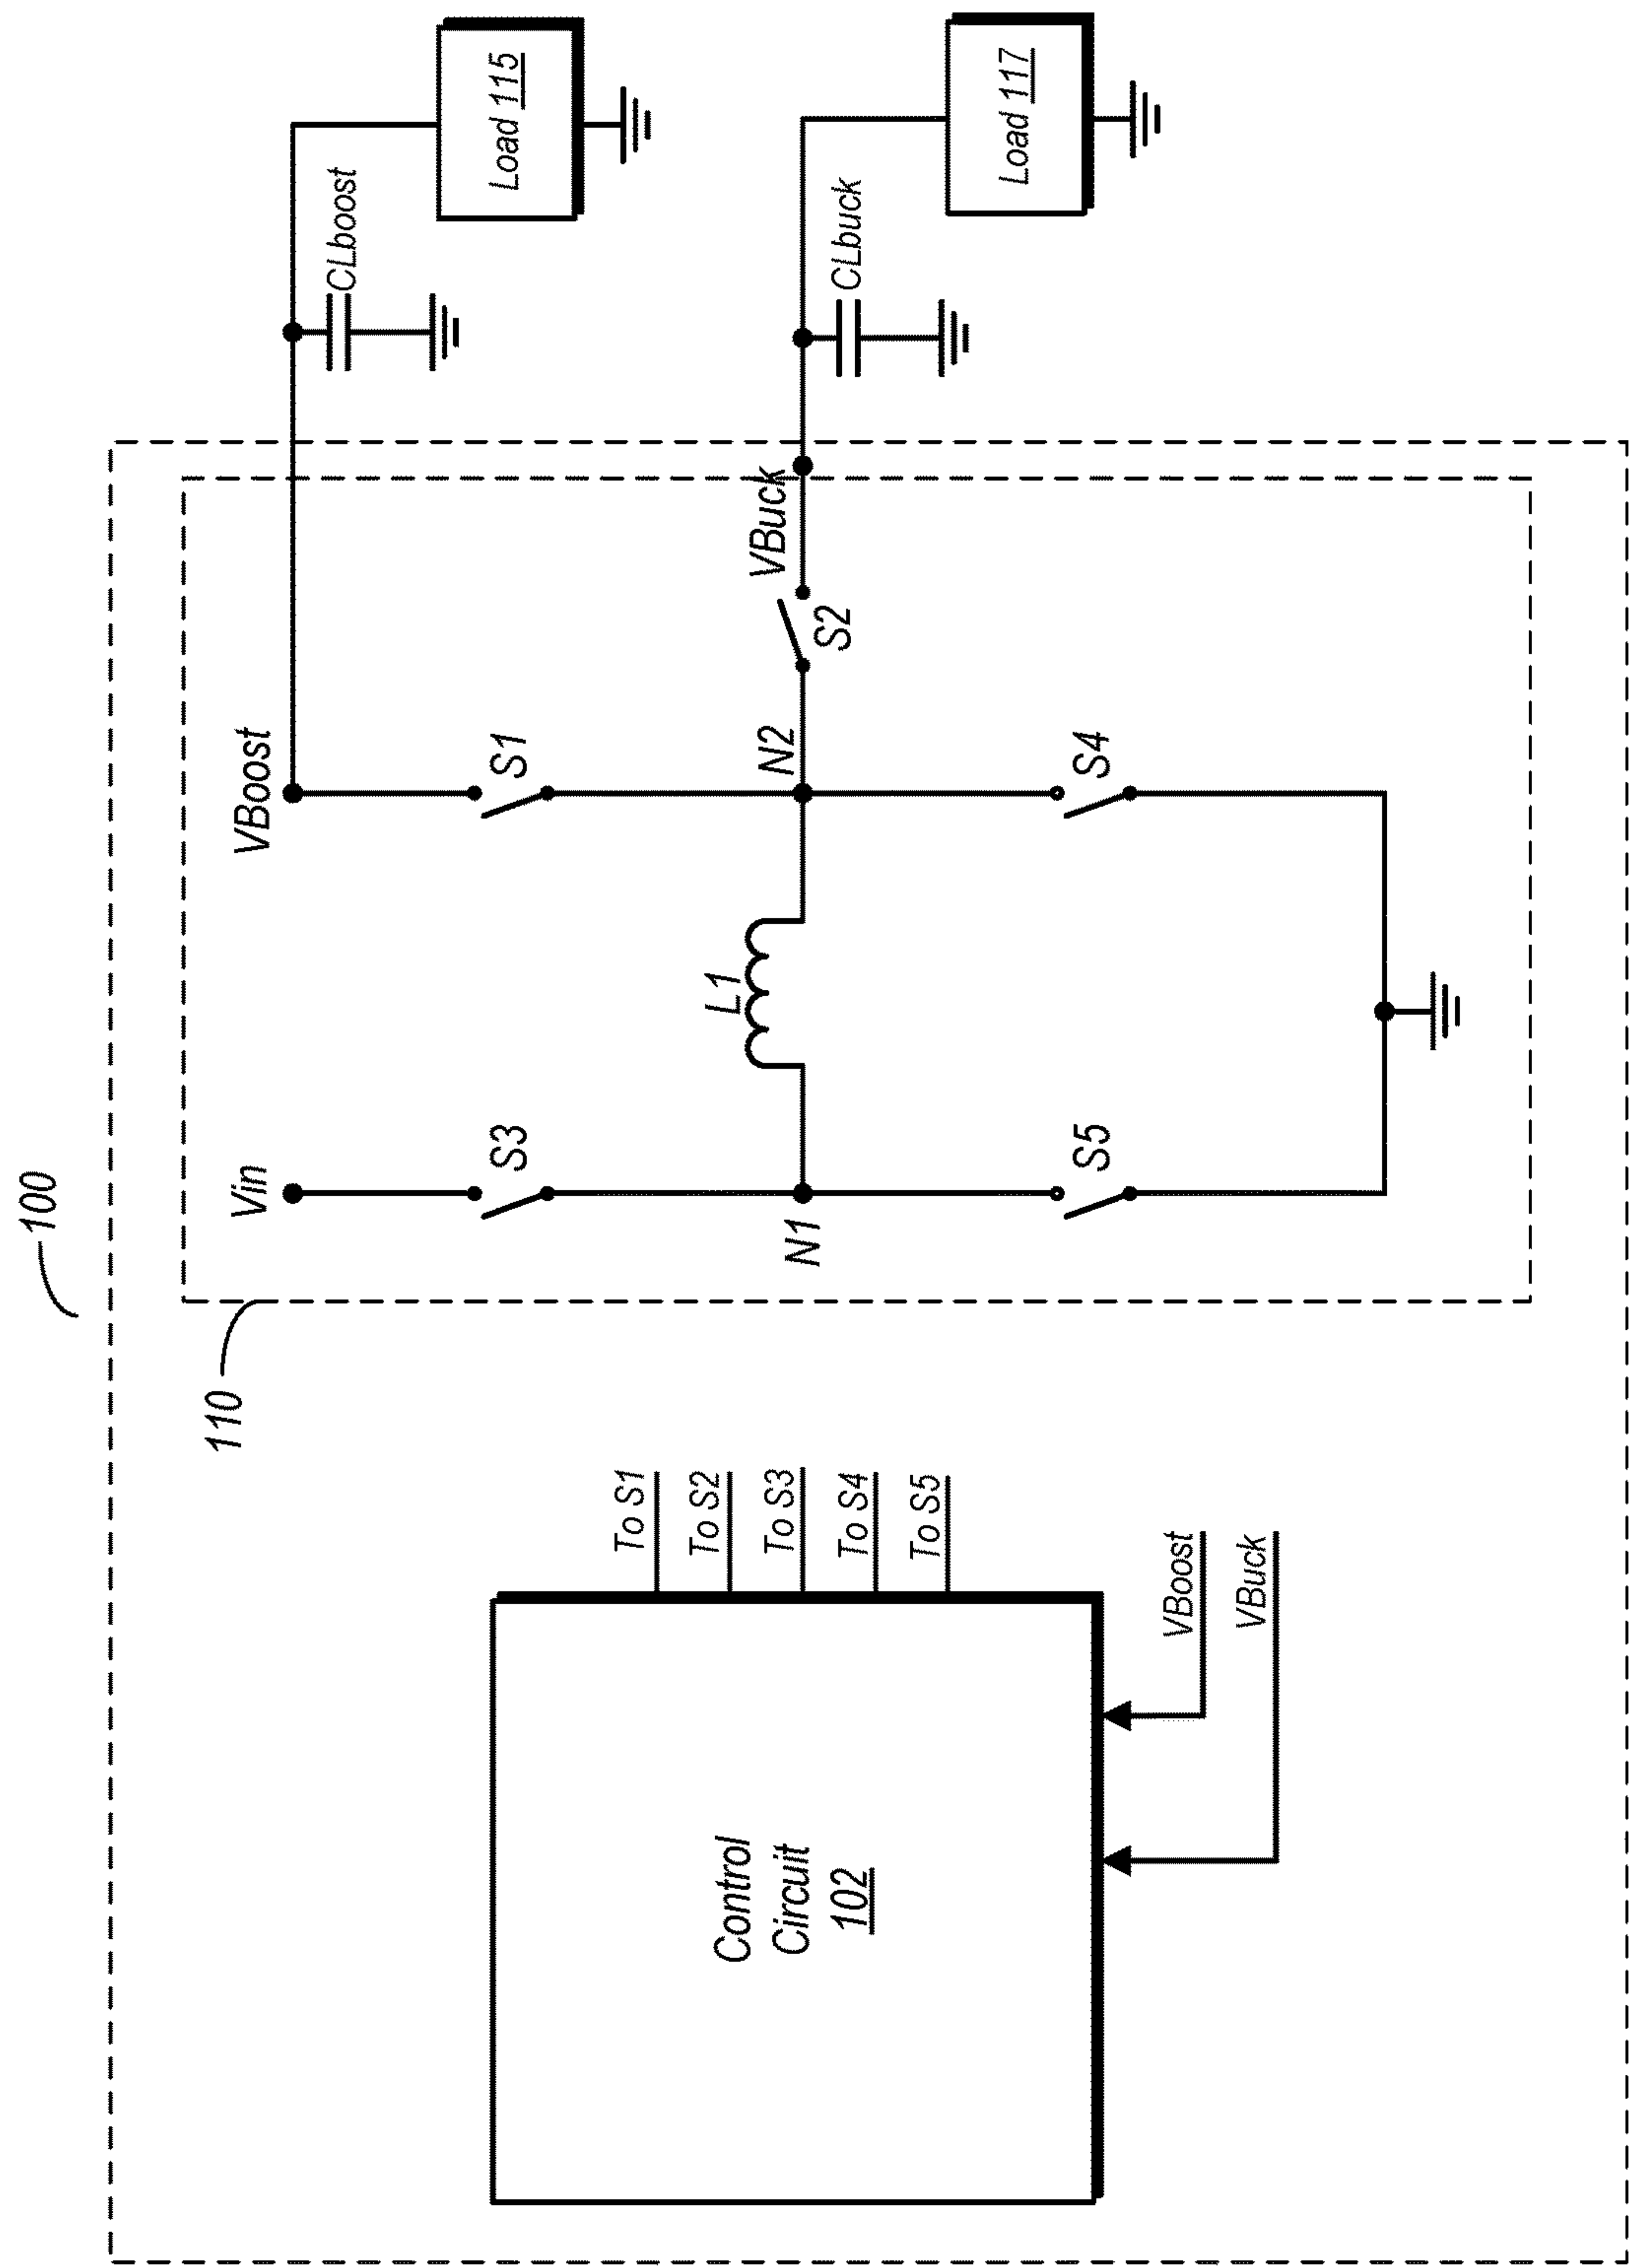 100
110
Control
Circuit
102
To S1
To S2
To S3
To S4
To S5
VBoost
VBuck
Vin
VBoost
S3
S1
L1
N1
N2
S2
VBuck
S5
S4
CLboost
Load 115
CLbuck
Load 117